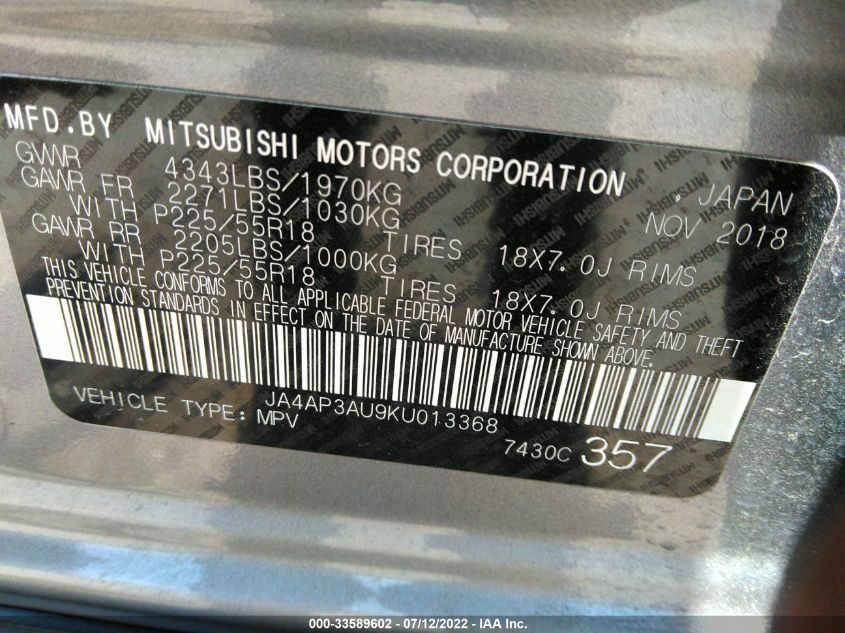 MFD.BY MITSUBISHI MOTORS CORPORATION
GVWR 4343LBS/1970KG . JAPAN
GAWR FR 2271LBS/1030KG NOV 2018
WITH P225/55R18 TIRES 18X7.0J RIMS
GAWR RR 2205LBS/1000KG
WITH P225/55R18 TIRES 18X7.0J RIMS
THIS VEHICLE CONFORMS TO ALL APPLICABLE FEDERAL MOTOR VEHICLE SAFETY AND THEFT
PREVENTION STANDARDS IN EFFECT ON THE DATE OF MANUFACTURE SHOWN ABOVE.
JA4AP3AU9KU013368
VEHICLE TYPE: MPV
7430C 357
000-33589602 - 07/12/2022 - IAA Inc.